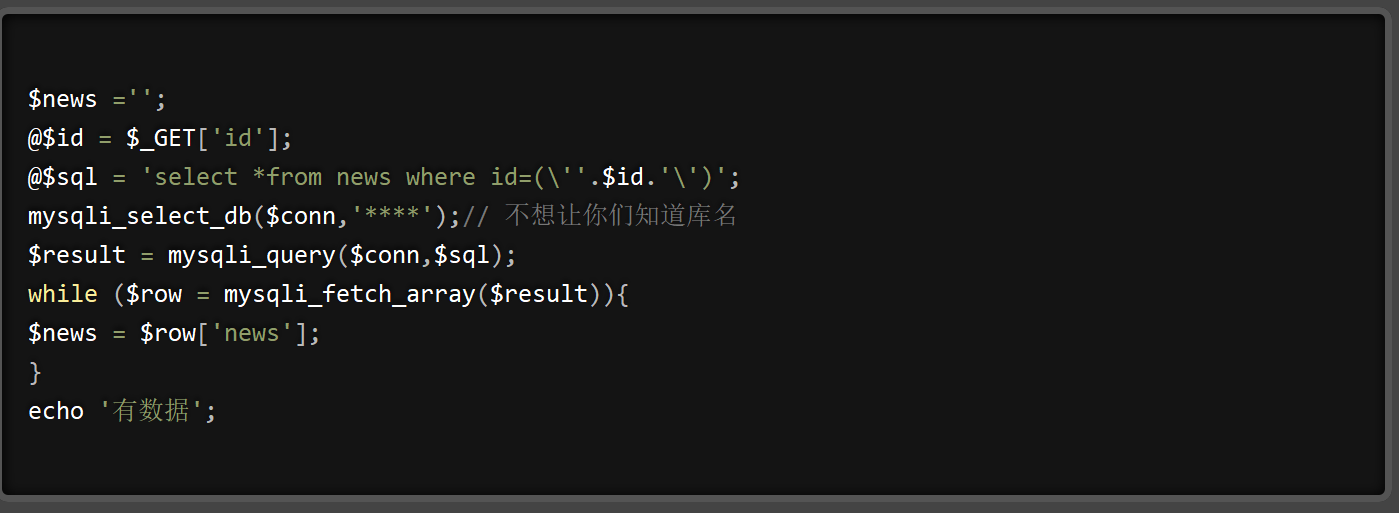 $news ='';
@$id = $_GET['id'];
@$sql = 'select *from news where id=(\''.$id.'\')';
mysqli_select_db($conn,'****');// 不想让你们知道库名
$result = mysqli_query($conn,$sql);
while ($row = mysqli_fetch_array($result)){
$news = $row['news'];
}
echo '有数据';